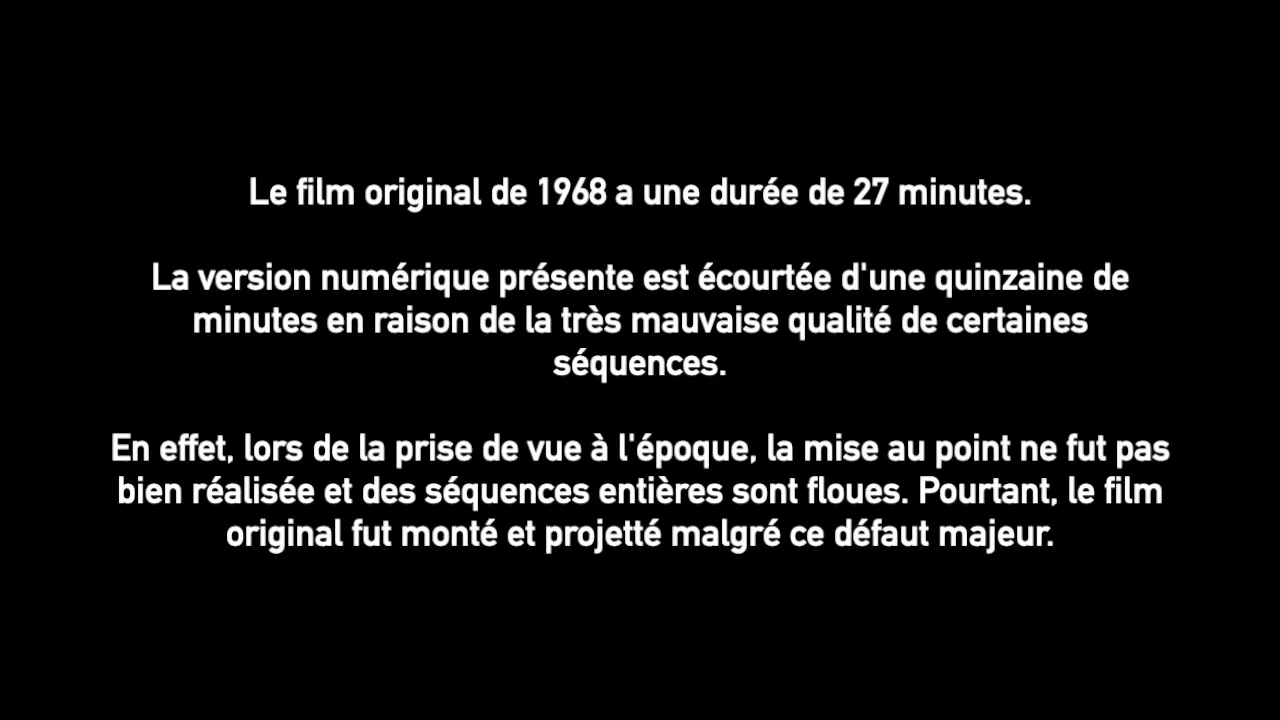 Le film original de 1968 a une durée de 27 minutes.
La version numérique présente est écourtée d'une quinzaine de
minutes en raison de la très mauvaise qualité de certaines
séquences.
En effet, lors de la prise de vue à l'époque, la mise au point ne fut pas
bien réalisée et des séquences entières sont floues. Pourtant, le film
original fut monté et projetté malgré ce défaut majeur.